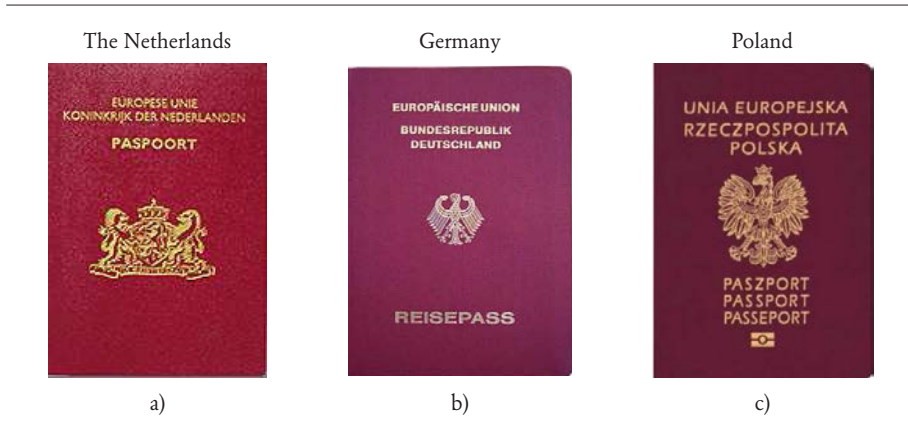 The Netherlands
EUROPESE UNIE
KONINKRIJK DER NEDERLANDEN
PASPOORT
a)
Germany
EUROPÄISCHE UNION
BUNDESREPUBLIK
DEUTSCHLAND
REISEPASS
b)
Poland
UNIA EUROPEJSKA
RZECZPOSPOLITA
POLSKA
PASZPORT
PASSPORT
PASSEPORT
c)